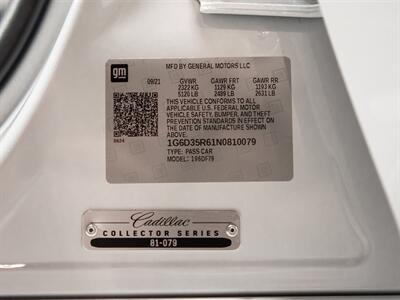 gm
MFD BY GENERAL MOTORS LLC
09/21 GVWR GAWR FRT GAWR RR
2322 KG 1129 KG 1193 KG
5120 LB 2489 LB 2631 LB
THIS VEHICLE CONFORMS TO ALL
APPLICABLE U.S. FEDERAL MOTOR
VEHICLE SAFETY, BUMPER, AND THEFT
PREVENTION STANDARDS IN EFFECT ON
THE DATE OF MANUFACTURE SHOWN
ABOVE.
1G6D35R61N0810079
TYPE: PASS CAR
MODEL:
Cadillac
COLLECTOR SERIES
81-079